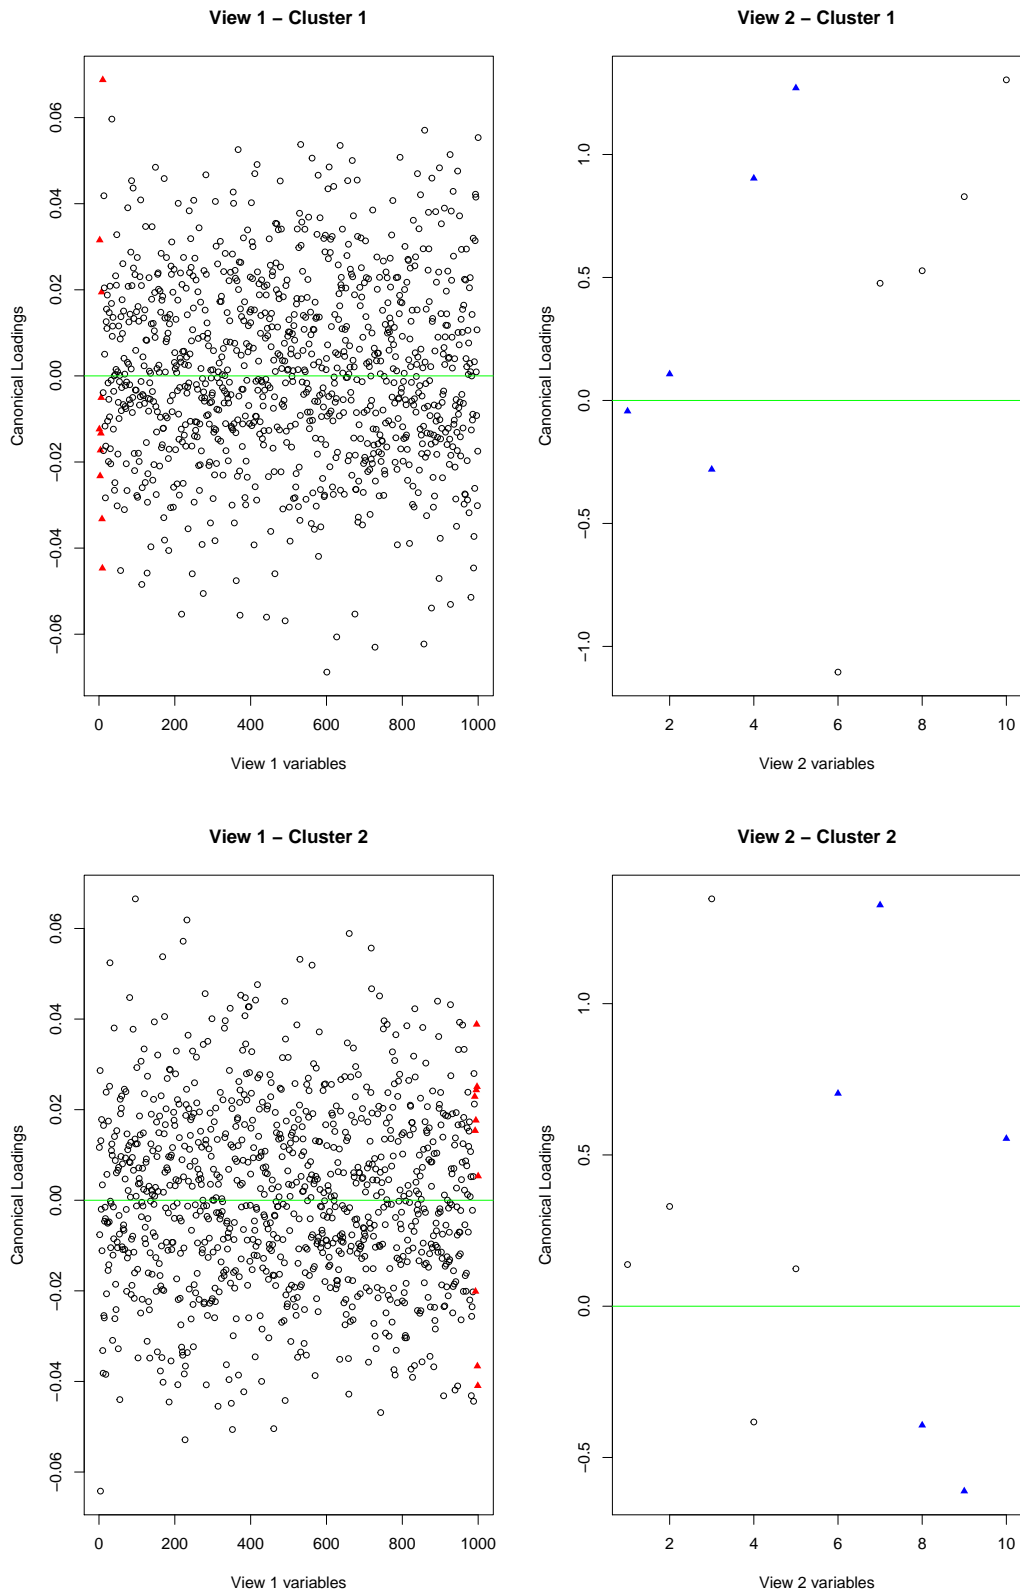 View 1 – Cluster 1
Canonical Loadings
0.06
0.04
0.02
0.00
−0.02
−0.04
−0.06
0 200 400 600 800 1000
View 1 variables
View 2 – Cluster 1
Canonical Loadings
1.0
0.5
0.0
−0.5
−1.0
2 4 6 8 10
View 2 variables
View 1 – Cluster 2
Canonical Loadings
0.06
0.04
0.02
0.00
−0.02
−0.04
−0.06
0 200 400 600 800 1000
View 1 variables
View 2 – Cluster 2
Canonical Loadings
1.0
0.5
0.0
−0.5
2 4 6 8 10
View 2 variables